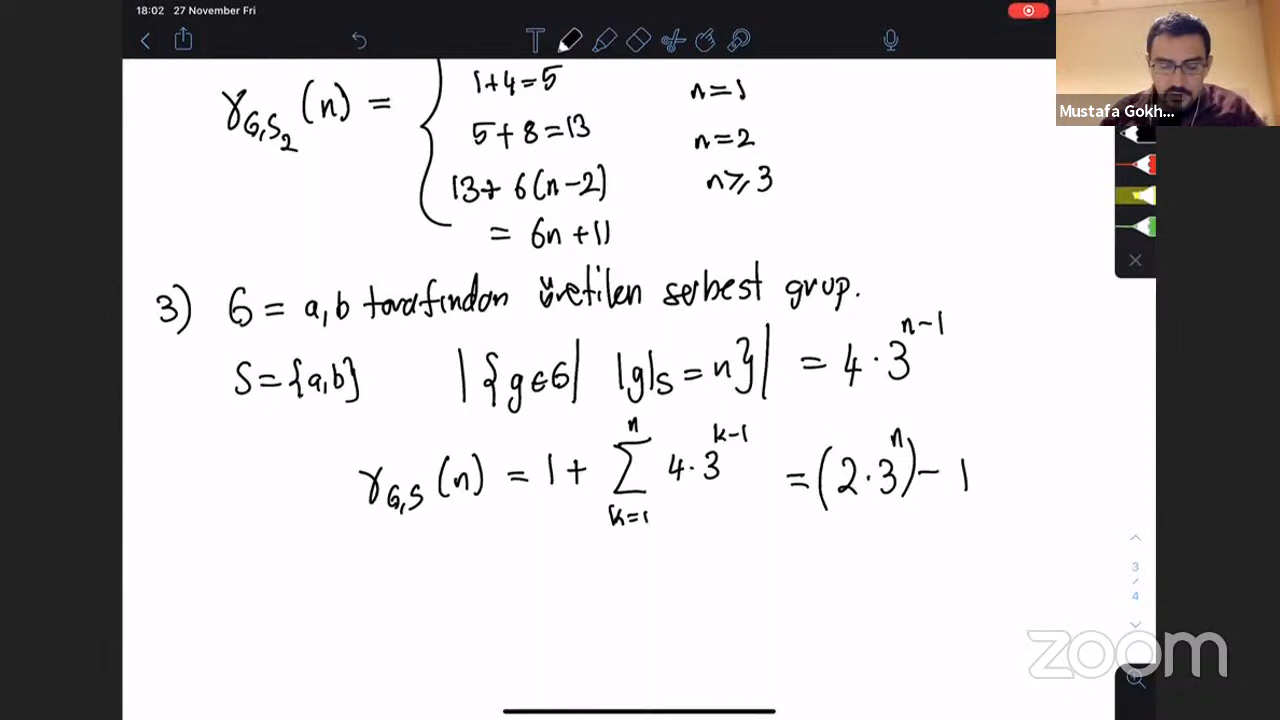 18:02 27 November Fri
Mustafa Gokh...
γ_{G,S_2}(n) = {
1+4=5 n=1
5+8=13 n=2
13+6(n-2) n⩾3
= 6n+11
3) G = a,b tarafından üretilen serbest grup.
S={a,b} |{g∈G| |g|_S = n}| = 4·3^{n-1}
γ_{G,S}(n) = 1+ ∑_{k=1}^{n} 4·3^{k-1} = (2·3^n)-1
3
/
4
zoom